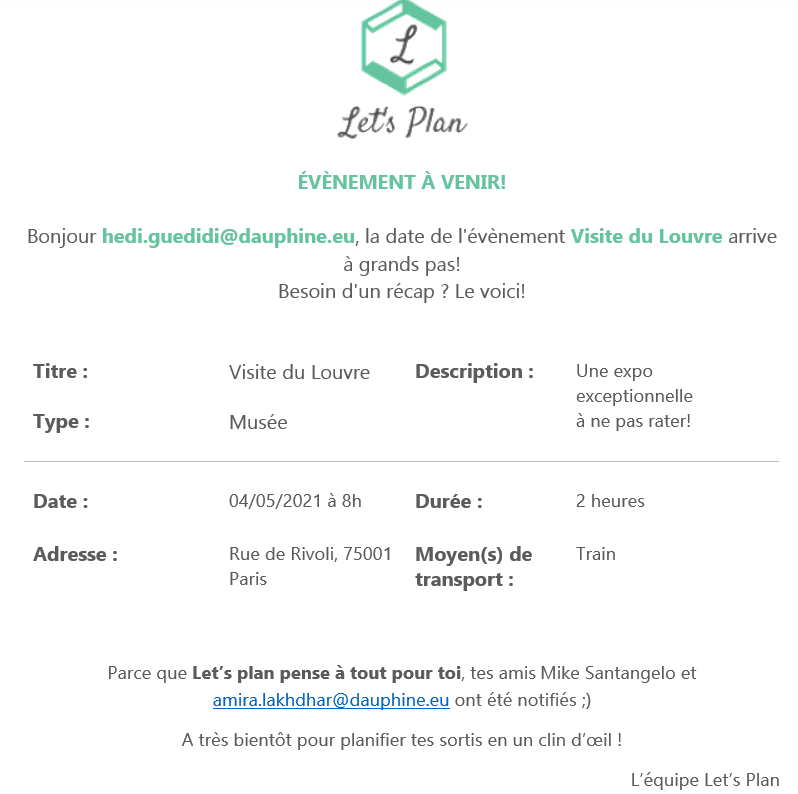 L
Let's Plan
ÉVÈNEMENT À VENIR!
Bonjour hedi.guedidi@dauphine.eu, la date de l'évènement Visite du Louvre arrive
à grands pas!
Besoin d'un récap ? Le voici!
Titre :
Visite du Louvre
Description :
Une expo
exceptionnelle
à ne pas rater!
Type :
Musée
Date :
04/05/2021 à 8h
Durée :
2 heures
Adresse :
Rue de Rivoli, 75001
Paris
Moyen(s) de
transport :
Train
Parce que Let’s plan pense à tout pour toi, tes amis Mike Santangelo et
amira.lakhdhar@dauphine.eu ont été notifiés ;)
A très bientôt pour planifier tes sortis en un clin d’œil !
L’équipe Let’s Plan